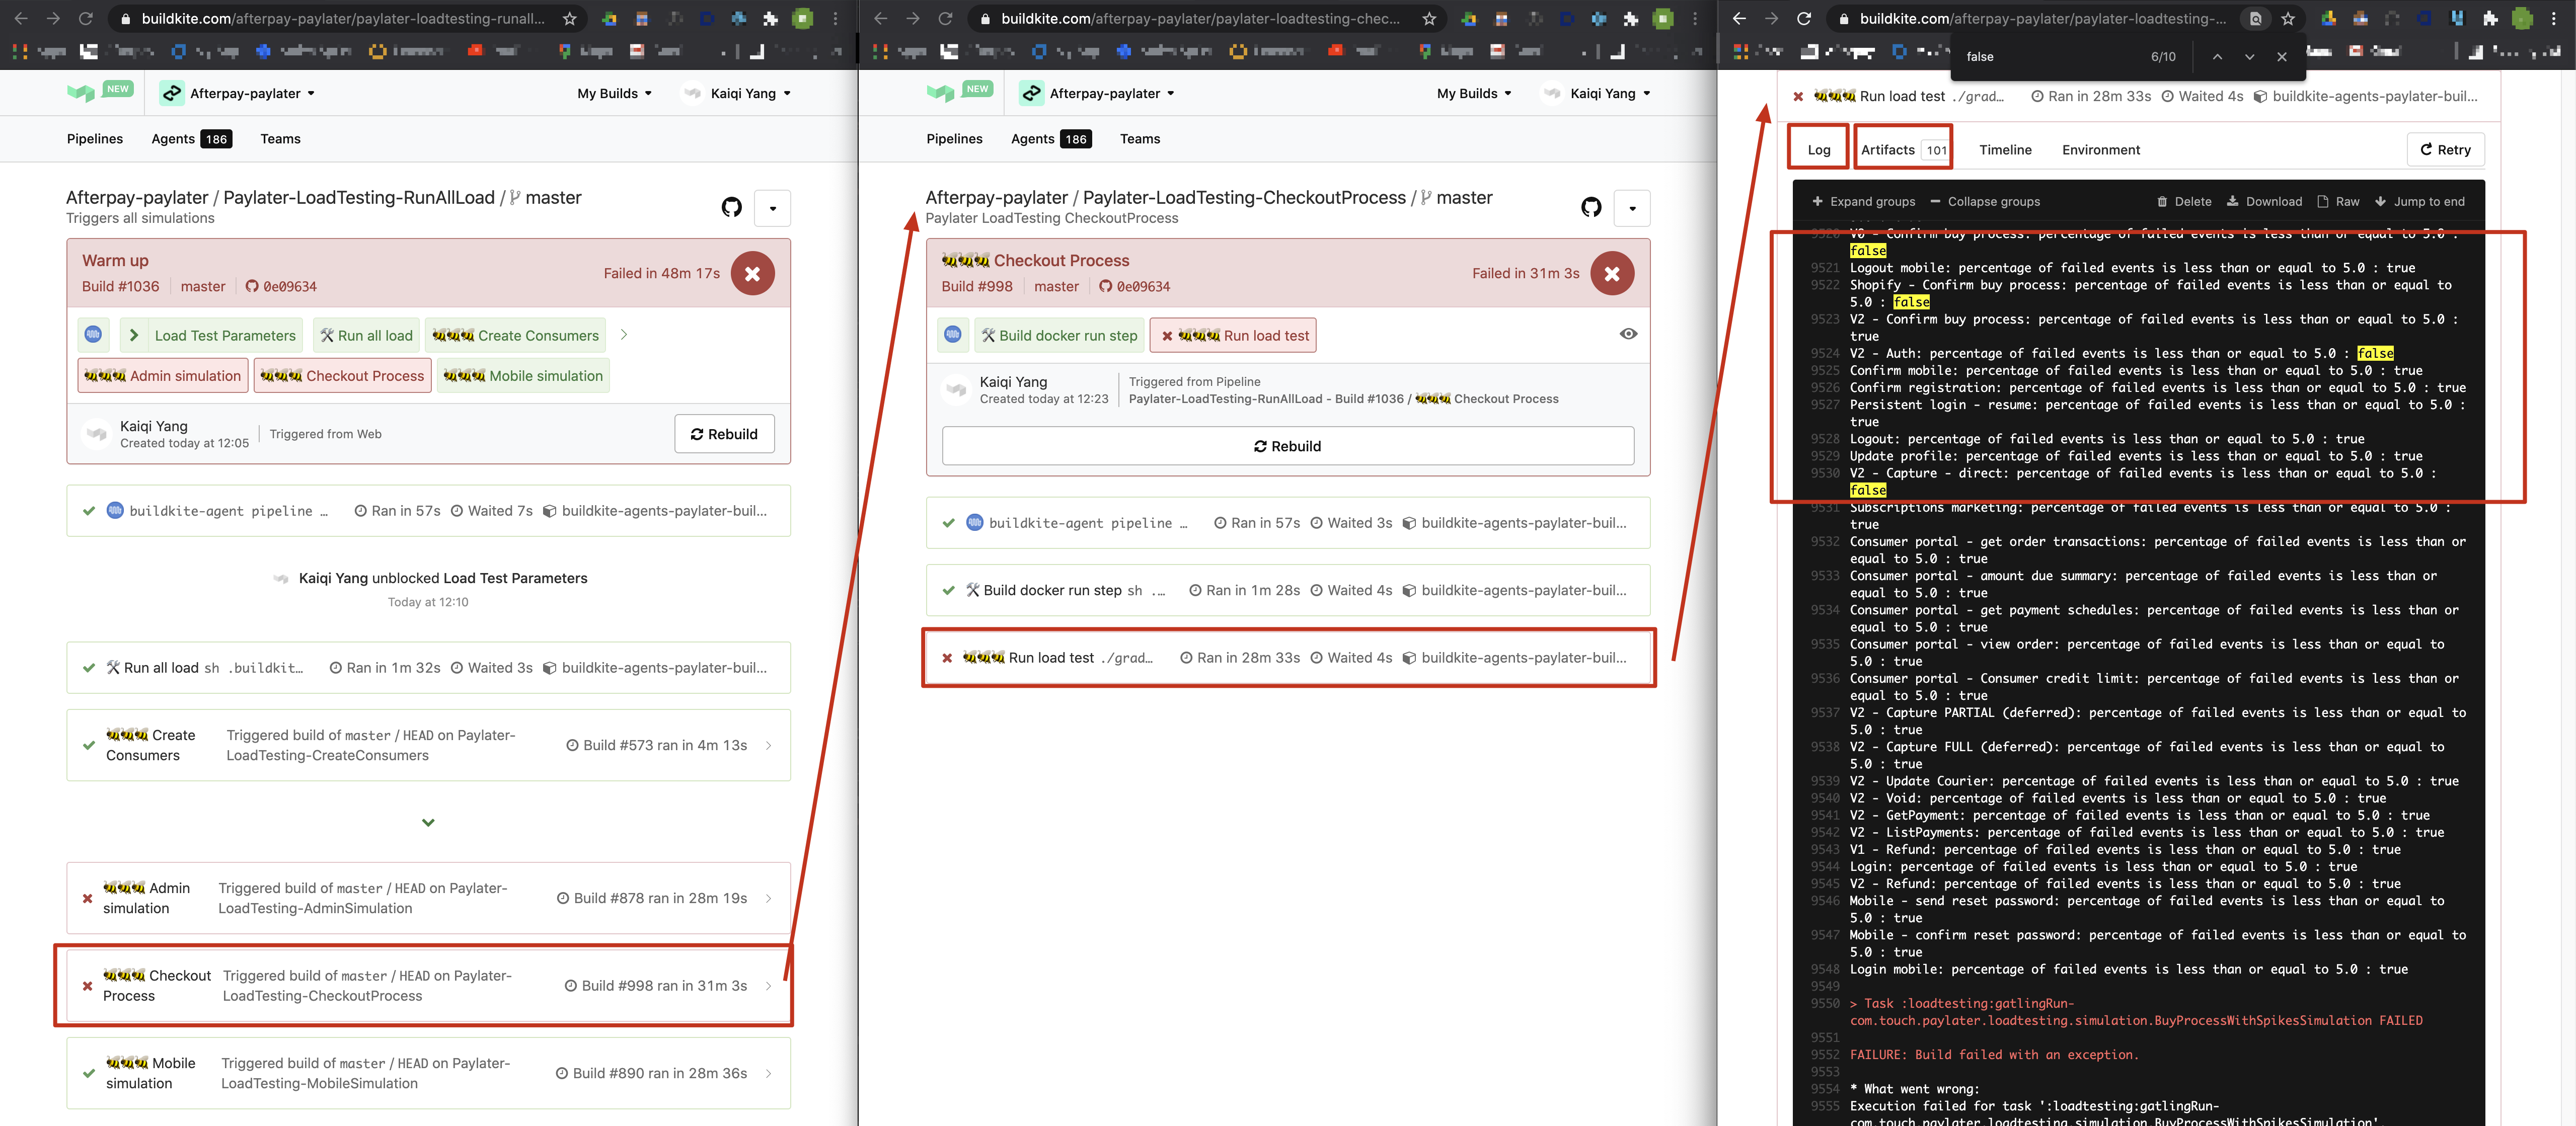 buildkite.com/afterpay-paylater/paylater-loadtesting-runall...
NEW
Afterpay-paylater
My Builds
Kaiqi Yang
Pipelines
Agents 186
Teams
Afterpay-paylater / Paylater-LoadTesting-RunAllLoad / master
Triggers all simulations
Warm up
Failed in 48m 17s
Build #1036 master 0e09634
Load Test Parameters
Run all load
Create Consumers
Admin simulation
Checkout Process
Mobile simulation
Kaiqi Yang
Created today at 12:05
Triggered from Web
Rebuild
buildkite-agent pipeline … Ran in 57s Waited 7s buildkite-agents-paylater-buil...
Kaiqi Yang unblocked Load Test Parameters
Today at 12:10
Run all load sh .buildkit… Ran in 1m 32s Waited 3s buildkite-agents-paylater-buil...
Create Consumers
Triggered build of master / HEAD on Paylater-
LoadTesting-CreateConsumers
Build #573 ran in 4m 13s
Admin simulation
Triggered build of master / HEAD on Paylater-
LoadTesting-AdminSimulation
Build #878 ran in 28m 19s
Checkout Process
Triggered build of master / HEAD on Paylater-
LoadTesting-CheckoutProcess
Build #998 ran in 31m 3s
Mobile simulation
Triggered build of master / HEAD on Paylater-
LoadTesting-MobileSimulation
Build #890 ran in 28m 36s
buildkite.com/afterpay-paylater/paylater-loadtesting-chec...
NEW
Afterpay-paylater
My Builds
Kaiqi Yang
Pipelines
Agents 186
Teams
Afterpay-paylater / Paylater-LoadTesting-CheckoutProcess / master
Paylater LoadTesting CheckoutProcess
Checkout Process
Failed in 31m 3s
Build #998 master 0e09634
Build docker run step
Run load test
Kaiqi Yang
Created today at 12:23
Triggered from Pipeline
Paylater-LoadTesting-RunAllLoad - Build #1036 / Checkout Process
Rebuild
buildkite-agent pipeline … Ran in 57s Waited 3s buildkite-agents-paylater-buil...
Build docker run step sh .… Ran in 1m 28s Waited 4s buildkite-agents-paylater-buil...
Run load test ./grad… Ran in 28m 33s Waited 4s buildkite-agents-paylater-buil...
buildkite.com/afterpay-paylater/paylater-loadtesting-...
false 6/10
Run load test ./grad… Ran in 28m 33s Waited 4s buildkite-agents-paylater-buil...
Log
Artifacts 101
Timeline
Environment
Retry
Expand groups
Collapse groups
Delete
Download
Raw
Jump to end
9520 V0 - Confirm buy process: percentage of failed events is less than or equal to 5.0 :
false
9521 Logout mobile: percentage of failed events is less than or equal to 5.0 : true
9522 Shopify - Confirm buy process: percentage of failed events is less than or equal to
5.0 : false
9523 V2 - Confirm buy process: percentage of failed events is less than or equal to 5.0 :
true
9524 V2 - Auth: percentage of failed events is less than or equal to 5.0 : false
9525 Confirm mobile: percentage of failed events is less than or equal to 5.0 : true
9526 Confirm registration: percentage of failed events is less than or equal to 5.0 : true
9527 Persistent login - resume: percentage of failed events is less than or equal to 5.0 :
true
9528 Logout: percentage of failed events is less than or equal to 5.0 : true
9529 Update profile: percentage of failed events is less than or equal to 5.0 : true
9530 V2 - Capture - direct: percentage of failed events is less than or equal to 5.0 :
false
9531 Subscriptions marketing: percentage of failed events is less than or equal to 5.0 :
true
9532 Consumer portal - get order transactions: percentage of failed events is less than or
equal to 5.0 : true
9533 Consumer portal - amount due summary: percentage of failed events is less than or
equal to 5.0 : true
9534 Consumer portal - get payment schedules: percentage of failed events is less than or
equal to 5.0 : true
9535 Consumer portal - view order: percentage of failed events is less than or equal to
5.0 : true
9536 Consumer portal - Consumer credit limit: percentage of failed events is less than or
equal to 5.0 : true
9537 V2 - Capture PARTIAL (deferred): percentage of failed events is less than or equal to
5.0 : true
9538 V2 - Capture FULL (deferred): percentage of failed events is less than or equal to
5.0 : true
9539 V2 - Update Courier: percentage of failed events is less than or equal to 5.0 : true
9540 V2 - Void: percentage of failed events is less than or equal to 5.0 : true
9541 V2 - GetPayment: percentage of failed events is less than or equal to 5.0 : true
9542 V2 - ListPayments: percentage of failed events is less than or equal to 5.0 : true
9543 V1 - Refund: percentage of failed events is less than or equal to 5.0 : true
9544 Login: percentage of failed events is less than or equal to 5.0 : true
9545 V2 - Refund: percentage of failed events is less than or equal to 5.0 : true
9546 Mobile - send reset password: percentage of failed events is less than or equal to
5.0 : true
9547 Mobile - confirm reset password: percentage of failed events is less than or equal to
5.0 : true
9548 Login mobile: percentage of failed events is less than or equal to 5.0 : true
9549
9550 > Task :loadtesting:gatlingRun-
com.touch.paylater.loadtesting.simulation.BuyProcessWithSpikesSimulation FAILED
9551
9552 FAILURE: Build failed with an exception.
9553
9554 * What went wrong:
9555 Execution failed for task ':loadtesting:gatlingRun-
com.touch.paylater.loadtesting.simulation.BuyProcessWithSpikesSimulation'.